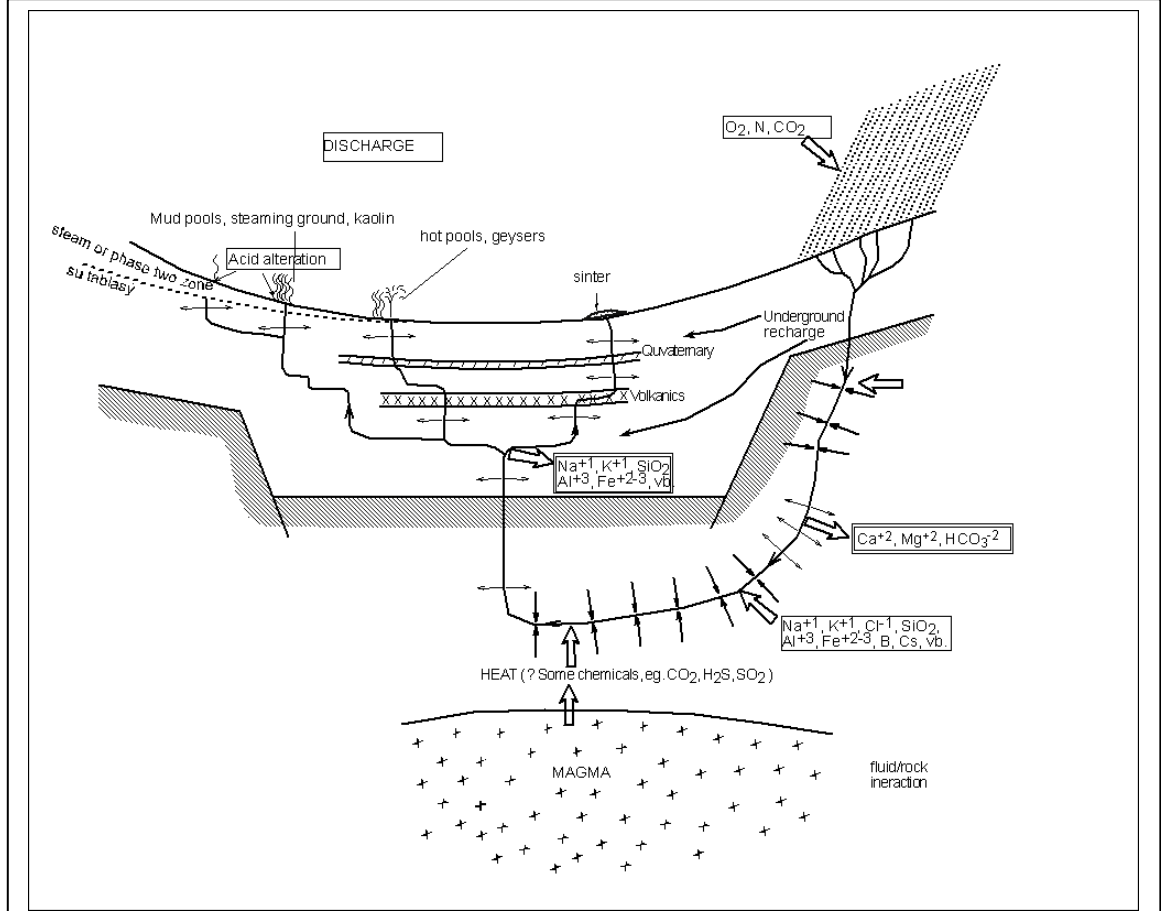 O2, N, CO2
DISCHARGE
Mud pools, steaming ground, kaolin
hot pools, geysers
steam or phase two zone
Acid alteration
su tablasy
sinter
Underground
recharge
Quvaternary
Volkanics
Na+1, K+1, SiO2
Al+3, Fe+2-3, vb.
Ca+2, Mg+2, HCO3-2
Na+1, K+1, Cl-1, SiO2,
Al+3, Fe+2-3, B, Cs, vb.
HEAT (? Some chemicals, eg. CO2, H2S, SO2)
MAGMA
fluid/rock
ineraction